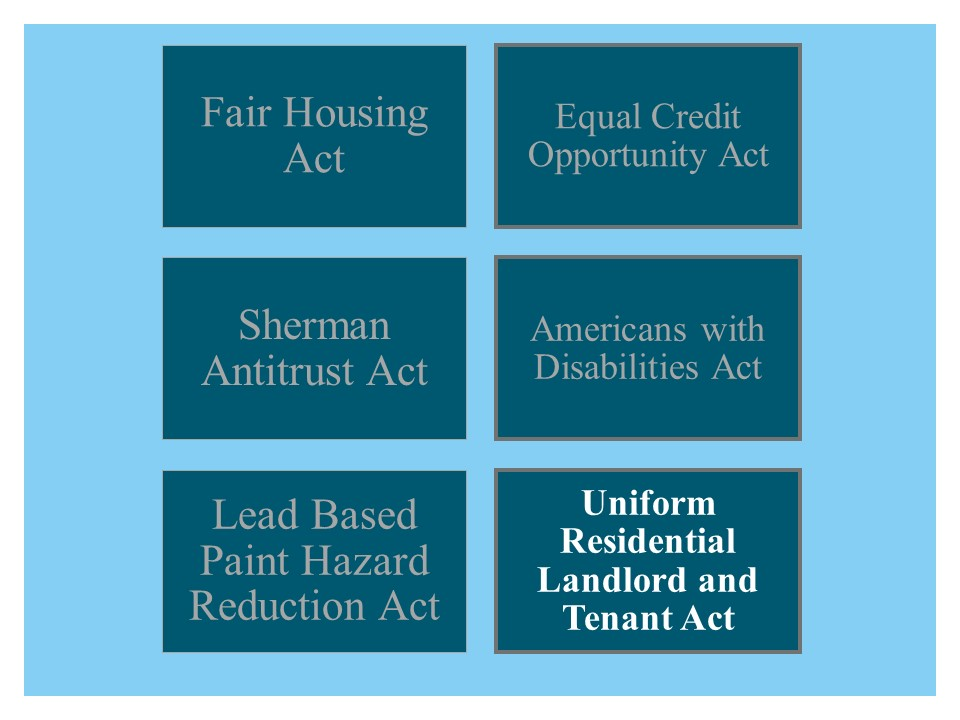 Fair Housing
Act
Equal Credit
Opportunity Act
Sherman
Antitrust Act
Americans with
Disabilities Act
Lead Based
Paint Hazard
Reduction Act
Uniform
Residential
Landlord and
Tenant Act